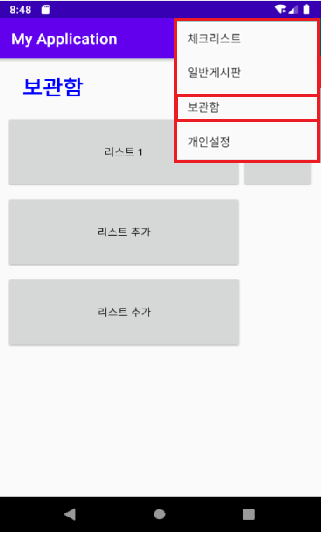 8:48
My Application
체크리스트
일반게시판
보관함
개인설정
보관함
리스트 1
리스트 추가
리스트 추가